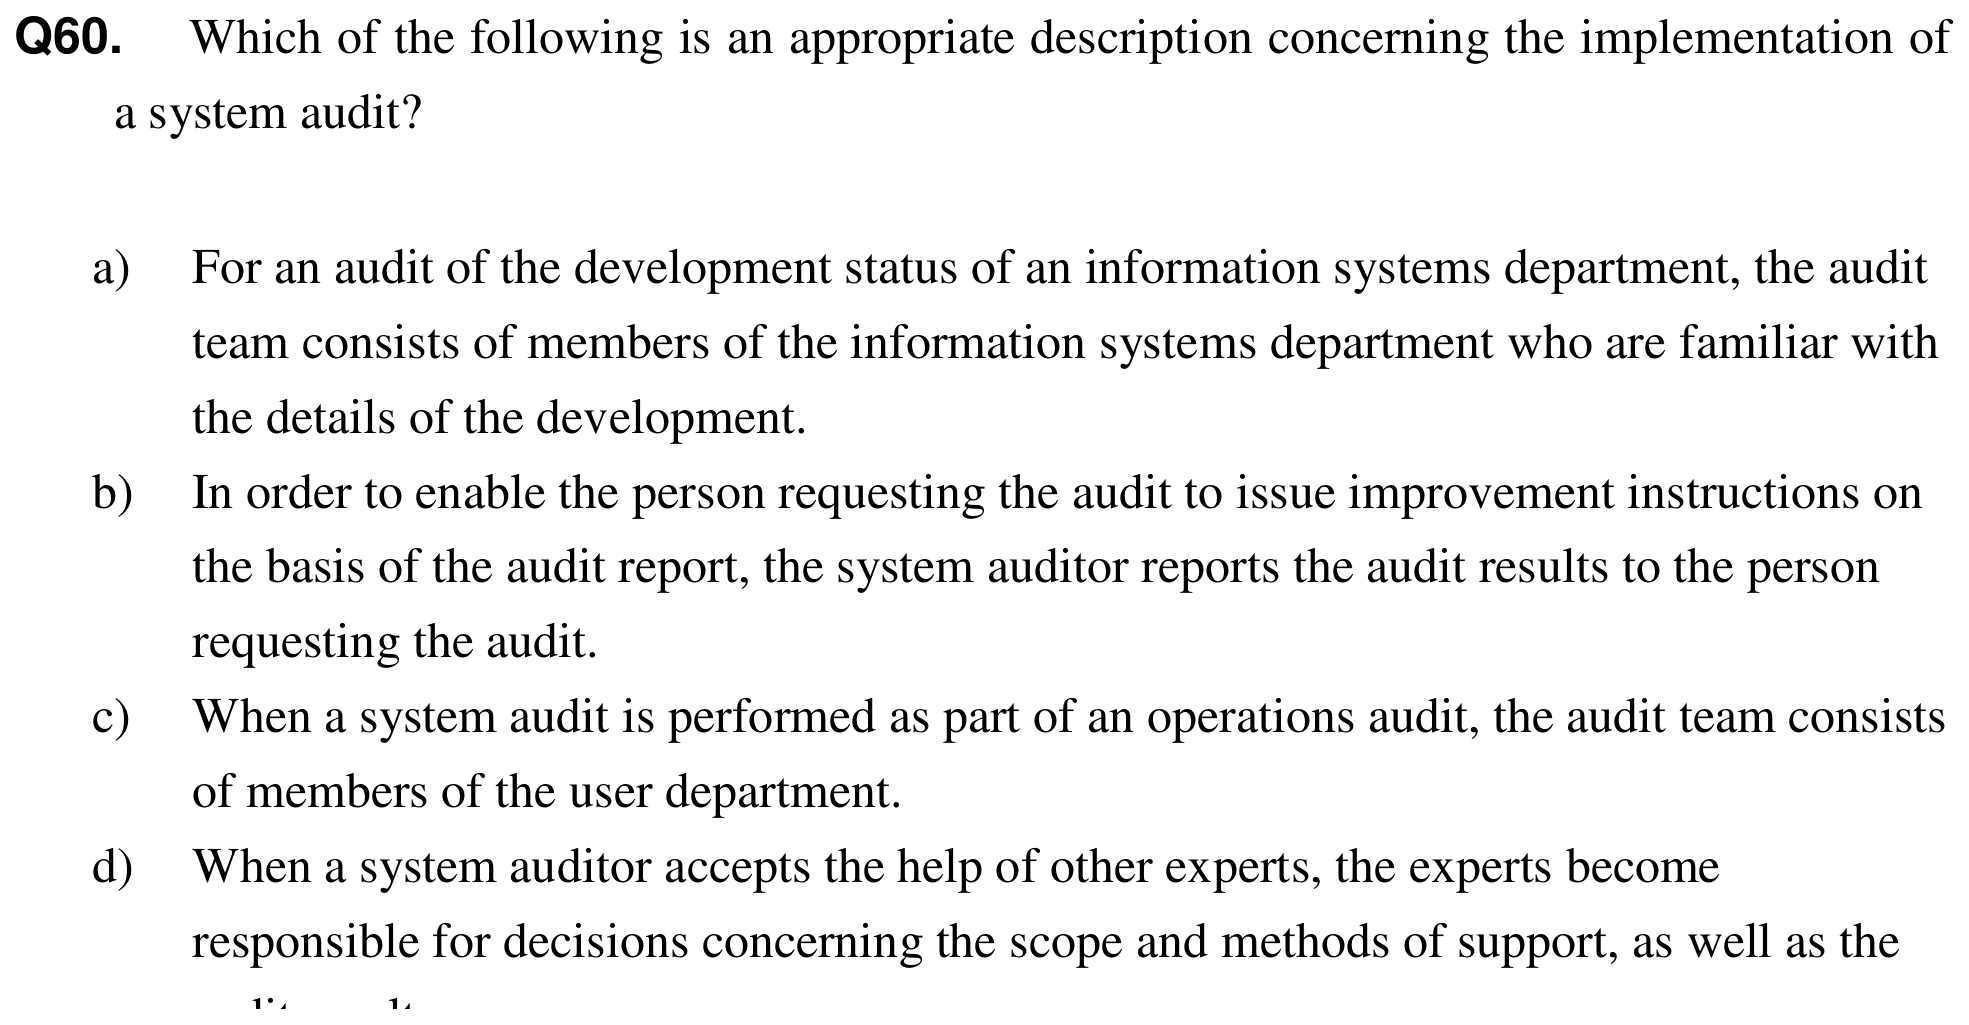 Q60. Which of the following is an appropriate description concerning the implementation of
a system audit?
a) For an audit of the development status of an information systems department, the audit
team consists of members of the information systems department who are familiar with
the details of the development.
b) In order to enable the person requesting the audit to issue improvement instructions on
the basis of the audit report, the system auditor reports the audit results to the person
requesting the audit.
c) When a system audit is performed as part of an operations audit, the audit team consists
of members of the user department.
d) When a system auditor accepts the help of other experts, the experts become
responsible for decisions concerning the scope and methods of support, as well as the